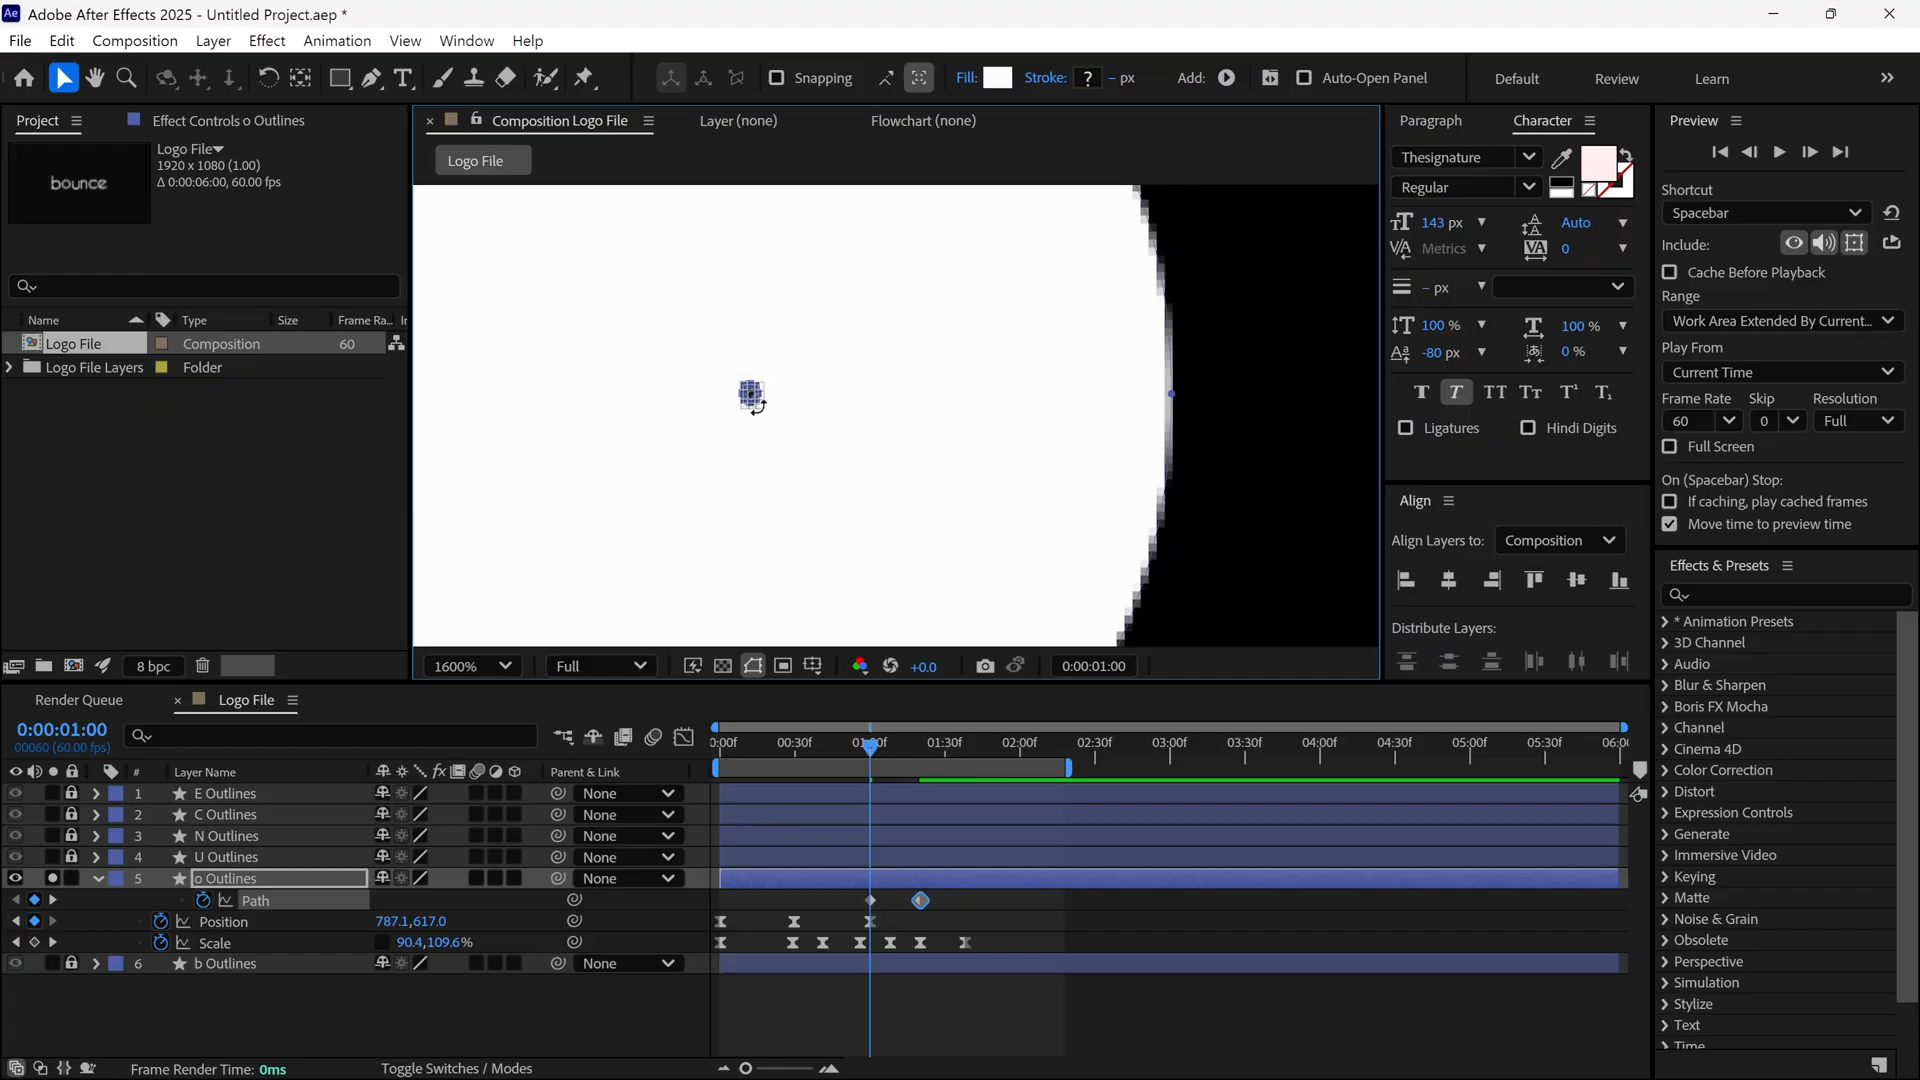 Adobe After Effects 2025 - Untitled Project.aep *
File Edit Composition Layer Effect Animation View Window Help
Snapping Fill: Stroke: ? – px Add: Auto-Open Panel Default Review Learn
Project Effect Controls o Outlines
Logo File
1920 x 1080 (1.00)
Δ 0:00:06:00, 60.00 fps
bounce
Name Type Size Frame Ra... In
Logo File Composition 60
Logo File Layers Folder
8 bpc
Composition Logo File Layer (none) Flowchart (none)
Logo File
1600% Full +0.0 0:00:01:00
Paragraph Character
Thesignature
Regular
143 px Auto
Metrics 0
– px
100 % 100 %
-80 px 0 %
Ligatures Hindi Digits
Align
Align Layers to: Composition
Distribute Layers:
Preview
Shortcut
Spacebar
Include:
Cache Before Playback
Range
Work Area Extended By Current...
Play From
Current Time
Frame Rate Skip Resolution
60 0 Full
Full Screen
On (Spacebar) Stop:
If caching, play cached frames
Move time to preview time
Effects & Presets
* Animation Presets
3D Channel
Audio
Blur & Sharpen
Boris FX Mocha
Channel
Cinema 4D
Color Correction
Distort
Expression Controls
Generate
Immersive Video
Keying
Matte
Noise & Grain
Obsolete
Perspective
Simulation
Stylize
Text
Time
Render Queue Logo File
0:00:01:00
00060 (60.00 fps)
0:00f 00:30f 01:00f 01:30f 02:00f 02:30f 03:00f 03:30f 04:00f 04:30f 05:00f 05:30f 06:00f
# Layer Name fx Parent & Link
1 E Outlines None
2 C Outlines None
3 N Outlines None
4 U Outlines None
5 o Outlines None
Path
Position 787.1,617.0
Scale 90.4,109.6%
6 b Outlines None
Frame Render Time: 0ms Toggle Switches / Modes